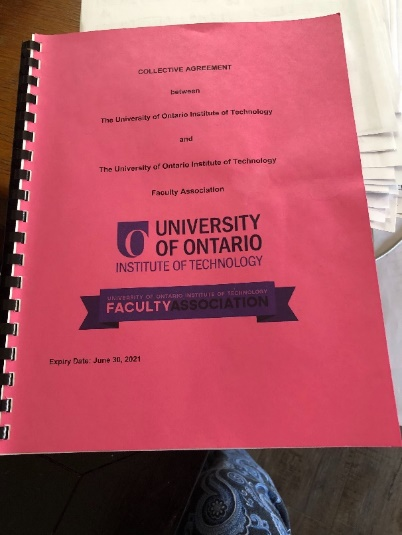 COLLECTIVE AGREEMENT
between
The University of Ontario Institute of Technology
and
The University of Ontario Institute of Technology
Faculty Association
UNIVERSITY
OF ONTARIO
INSTITUTE OF TECHNOLOGY
UNIVERSITY OF ONTARIO INSTITUTE OF TECHNOLOGY
FACULTYASSOCIATION
Expiry Date: June 30, 2021